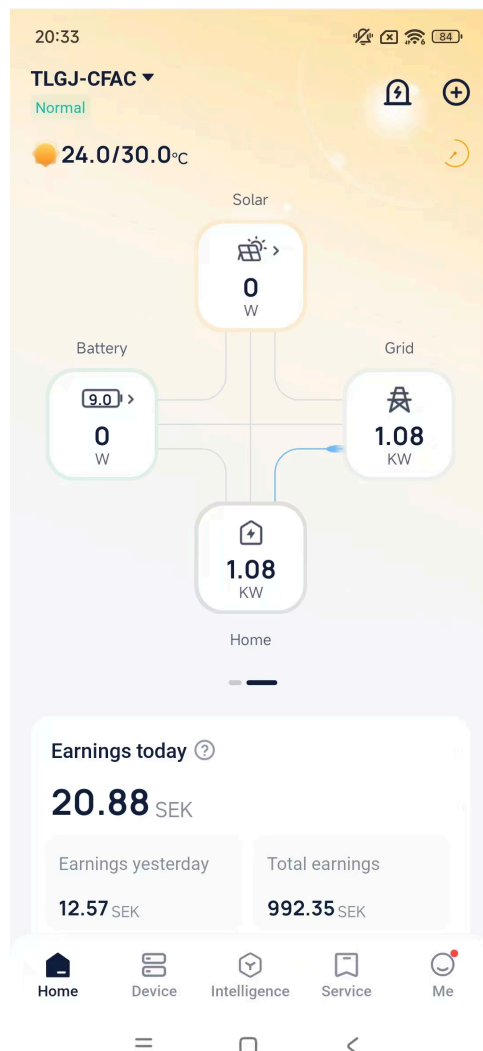 20:33
84
TLGJ-CFAC
Normal
24.0/30.0°C
Solar
0
W
Battery
Grid
9.0
0
W
1.08
KW
1.08
KW
Home
Earnings today ?
20.88 SEK
Earnings yesterday
Total earnings
12.57 SEK
992.35 SEK
Home
Device
Intelligence
Service
Me